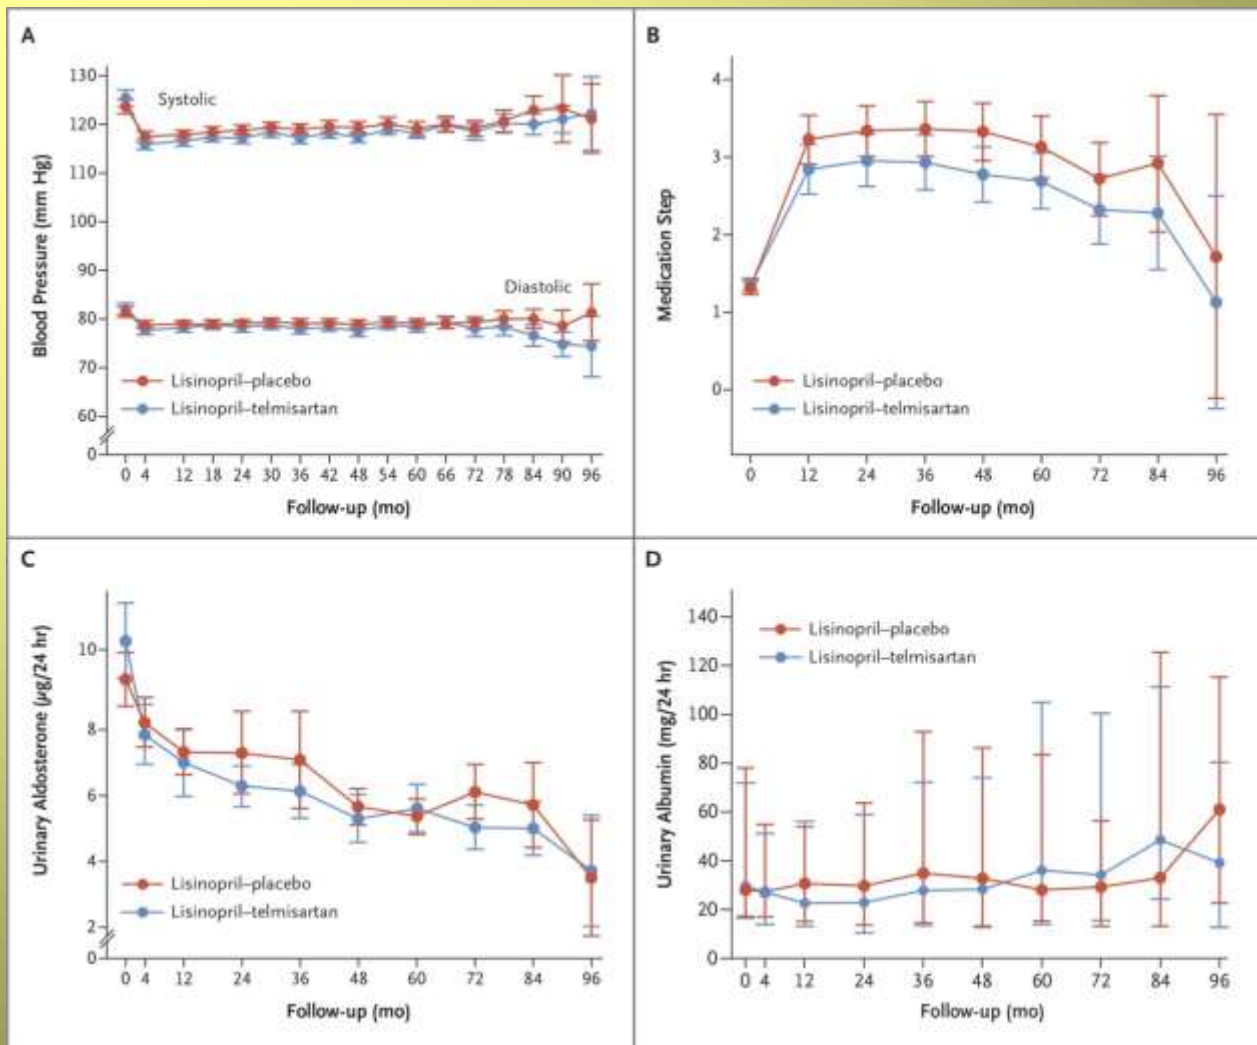 A
Blood Pressure (mm Hg)
130
120
110
100
90
80
70
60
0
Systolic
Diastolic
Lisinopril–placebo
Lisinopril–telmisartan
0 4 12 18 24 30 36 42 48 54 60 66 72 78 84 90 96
Follow-up (mo)
B
Medication Step
4
3
2
1
0
Lisinopril–placebo
Lisinopril–telmisartan
0 12 24 36 48 60 72 84 96
Follow-up (mo)
C
Urinary Aldosterone (µg/24 hr)
10
8
6
4
2
0
Lisinopril–placebo
Lisinopril–telmisartan
0 4 12 24 36 48 60 72 84 96
Follow-up (mo)
D
Urinary Albumin (mg/24 hr)
140
120
100
80
60
40
20
0
Lisinopril–placebo
Lisinopril–telmisartan
0 4 12 24 36 48 60 72 84 96
Follow-up (mo)